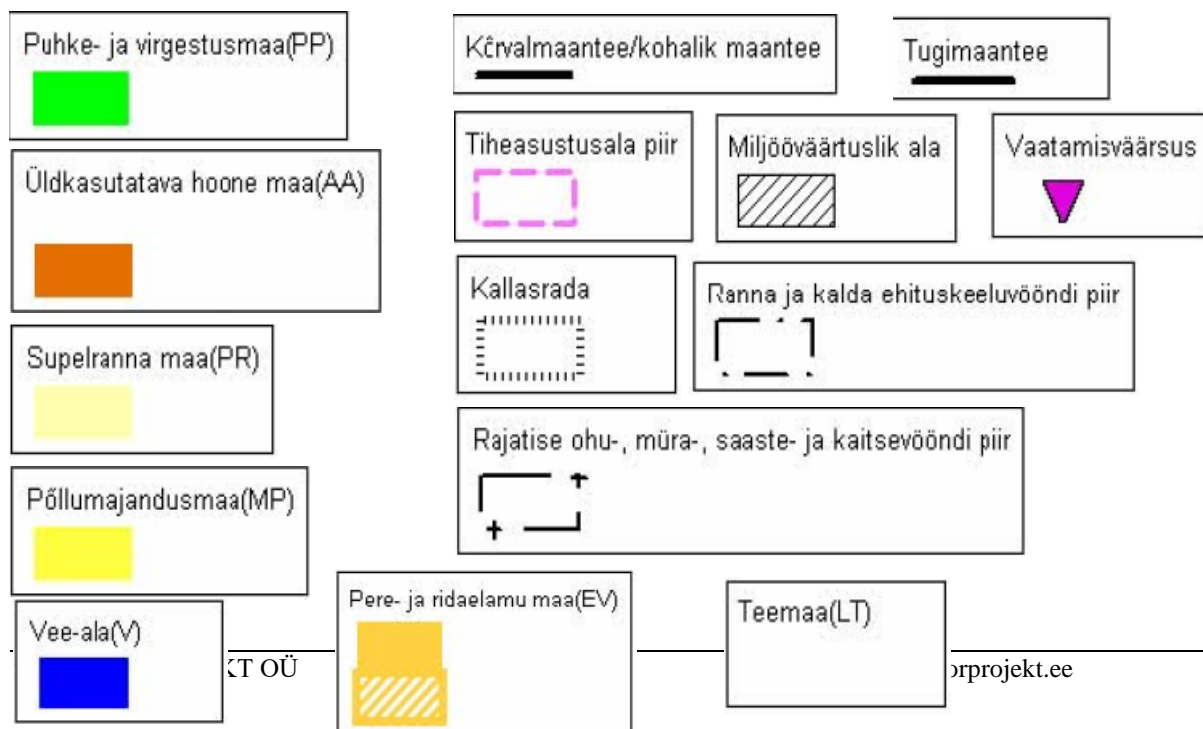 Puhke- ja virgestusmaa(PP)
Kĉrvalmaantee/kohalik maantee
Tugimaantee
Üldkasutatava hoone maa(AA)
Tiheasustusala piir
Miljööväärtuslik ala
Vaatamisväärsus
Kallasrada
Ranna ja kalda ehituskeeluvööndi piir
Supelranna maa(PR)
Rajatise ohu-, müra-, saaste- ja kaitsevööndi piir
Põllumajandusmaa(MP)
Pere- ja ridaelamu maa(EV)
Teemaa(LT)
Vee-ala(V)
KT OÜ
orprojekt.ee